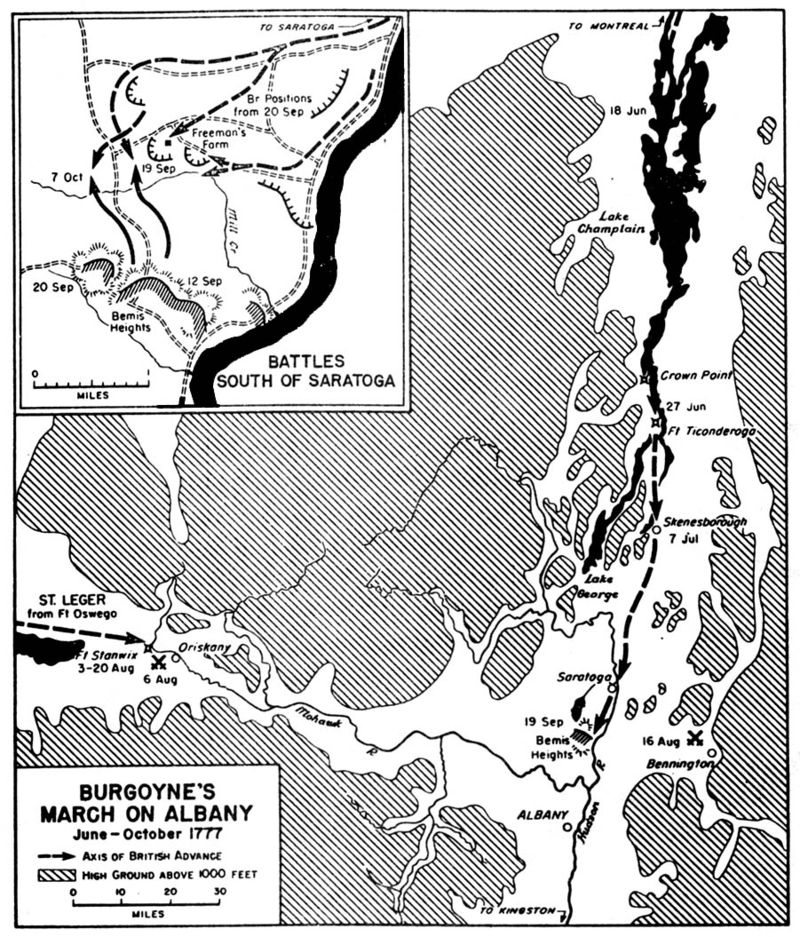 TO SARATOGA
Br Positions
from 20 Sep
Freeman's
Farm
19 Sep
7 Oct
Mill Cr
20 Sep
12 Sep
Bemis
Heights
BATTLES
SOUTH OF SARATOGA
0 1
MILES
TO MONTREAL
18 Jun
Lake
Champlain
Crown Point
27 Jun
Ft Ticonderoga
Skenesborough
7 Jul
Lake
George
ST. LEGER
from Ft Oswego
Ft Stanwix
3-20 Aug
Oriskany
6 Aug
Mohawk R.
Saratoga
19 Sep
Bemis
Heights
16 Aug
Bennington
ALBANY
Hudson R.
TO KINGSTON
BURGOYNE'S
MARCH ON ALBANY
June-October 1777
AXIS OF BRITISH ADVANCE
HIGH GROUND ABOVE 1000 FEET
0 10 20 30
MILES